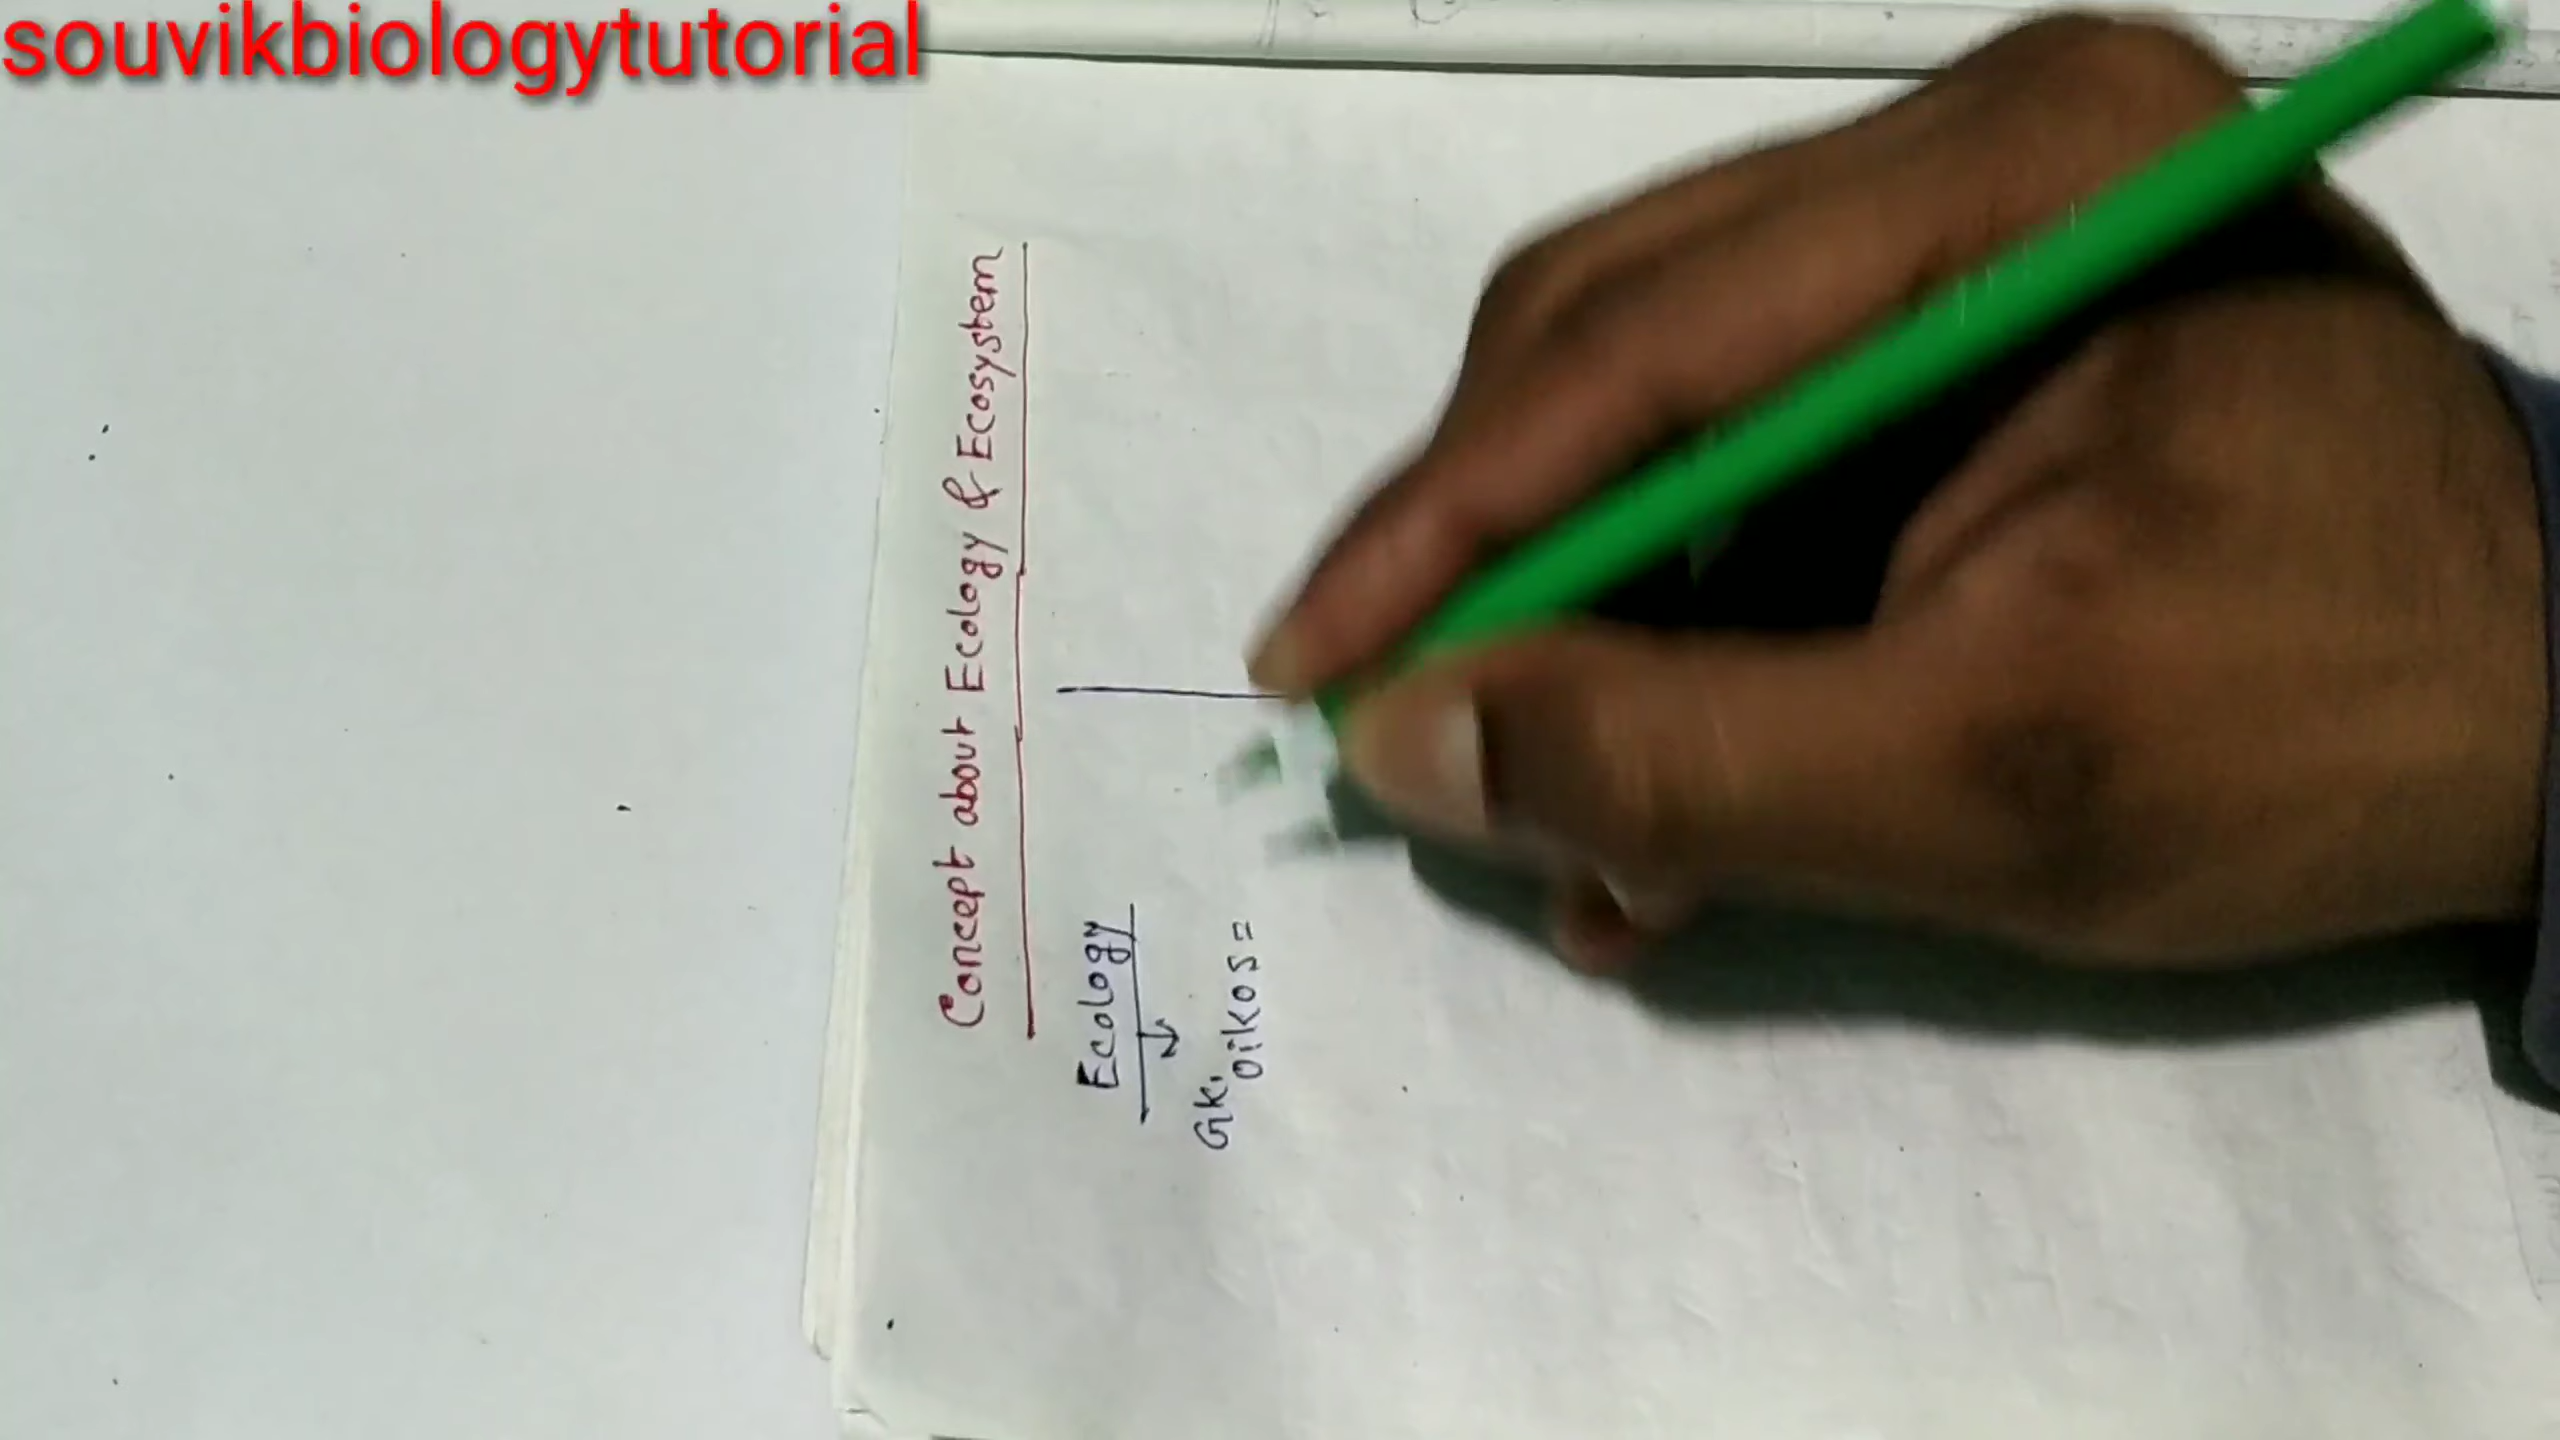 souvikbiologytutorial
Concept about Ecology & Ecosystem
Ecology
Gk.
oikos =